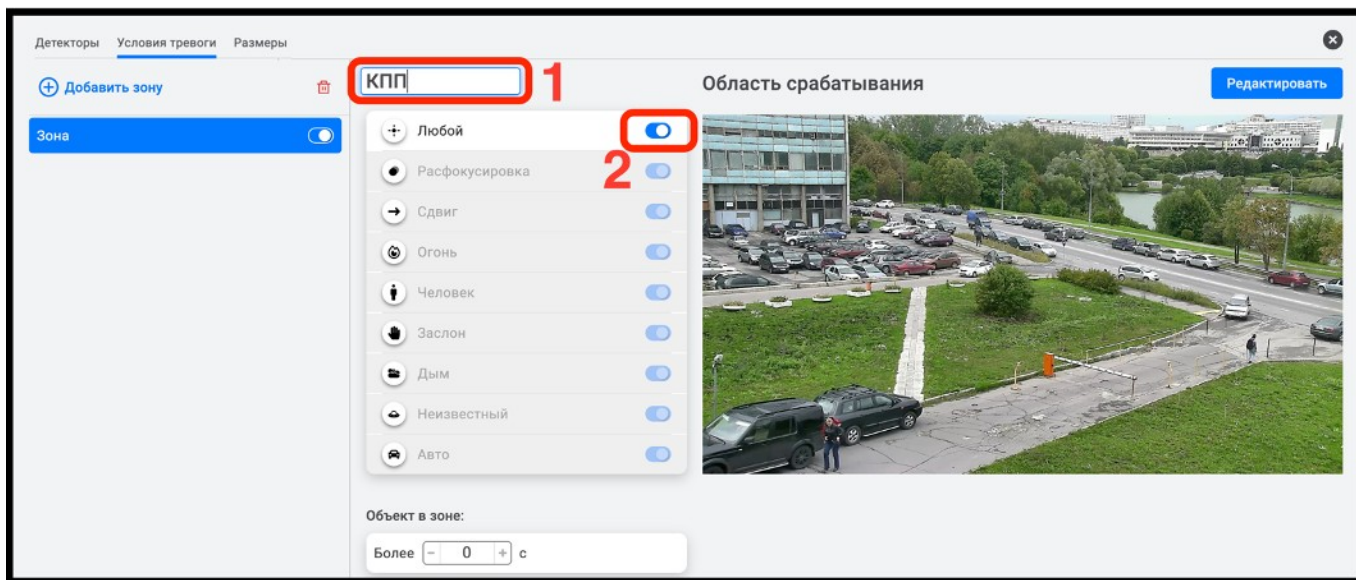 Детекторы Условия тревоги Размеры
Добавить зону
КПП
1
Область срабатывания
Редактировать
Зона
Любой
2
Расфокусировка
Сдвиг
Огонь
Человек
Заслон
Дым
Неизвестный
Авто
Объект в зоне:
Более - 0 + с